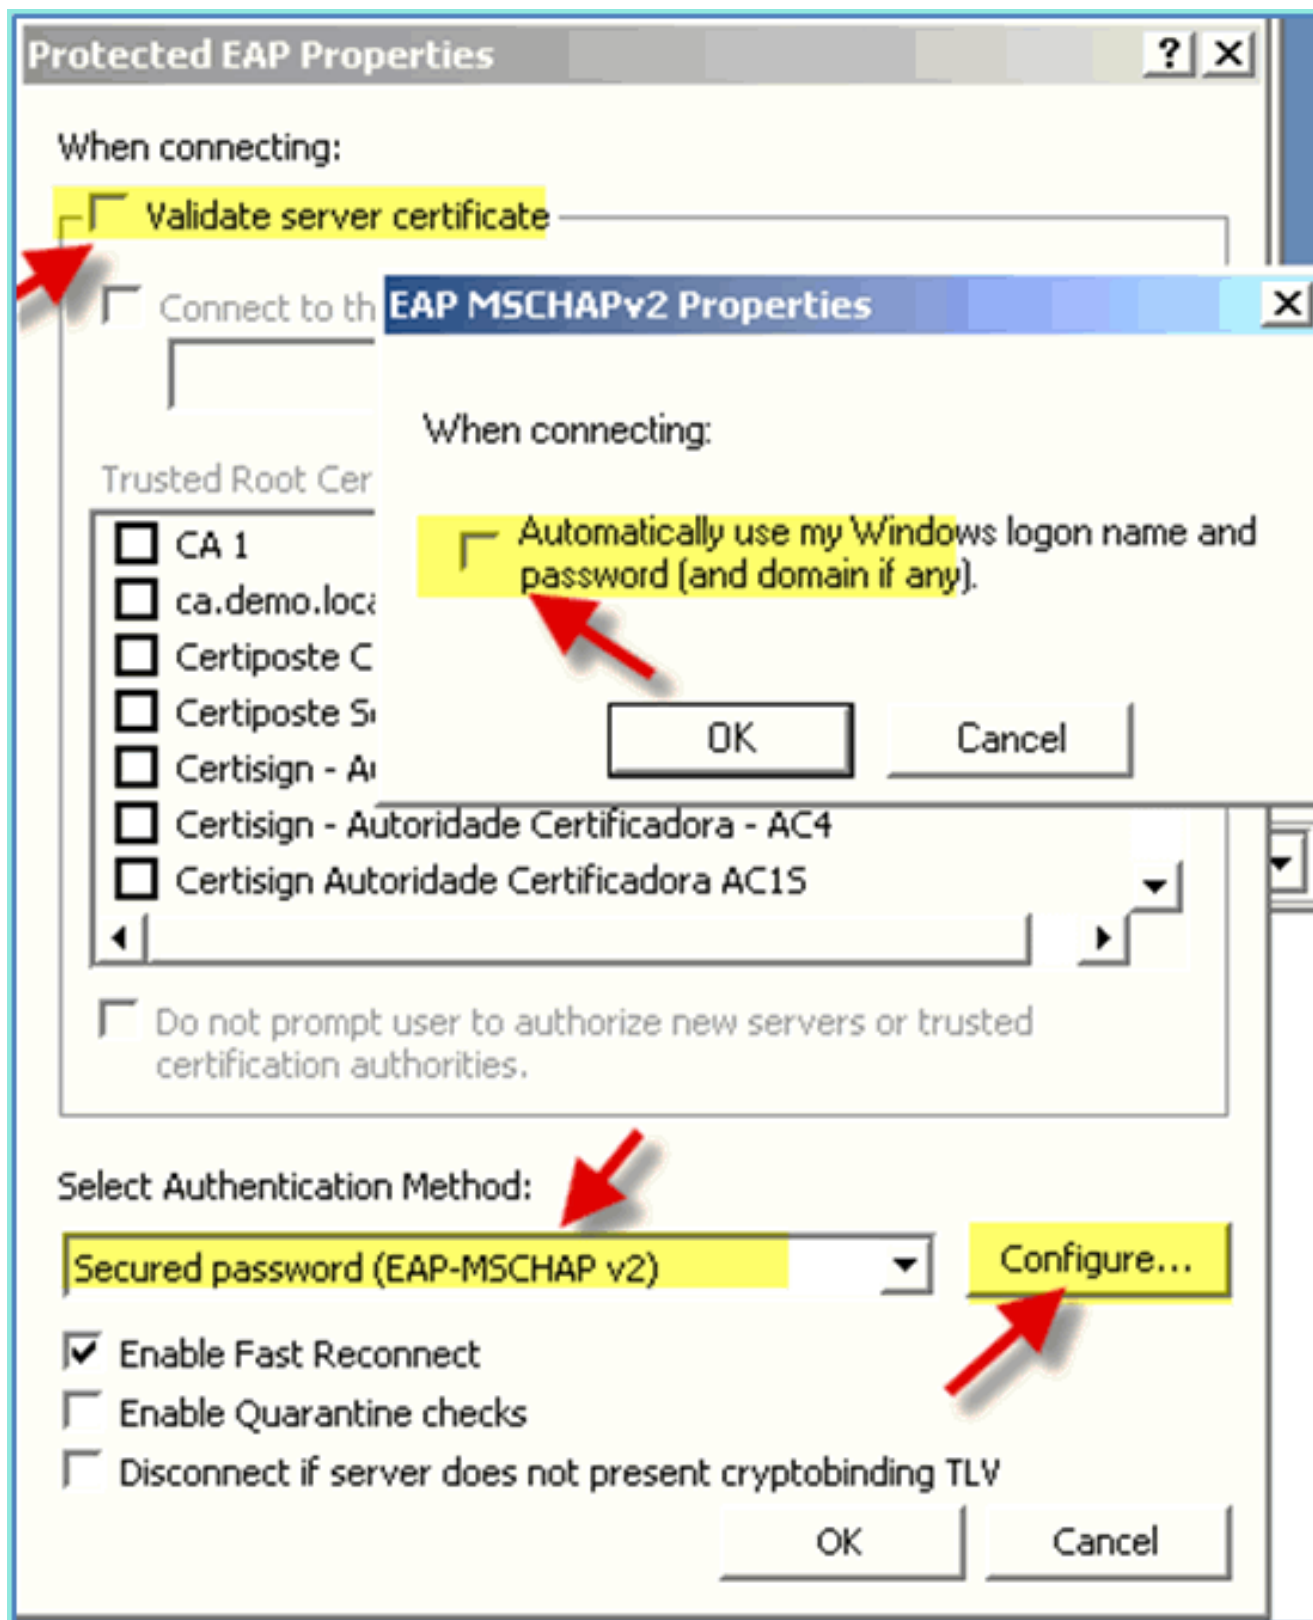 Protected EAP Properties
When connecting:
Validate server certificate
Connect to th
Trusted Root Cer
CA 1
ca.demo.loca
Certiposte C
Certiposte S
Certisign - A
Certisign - Autoridade Certificadora - AC4
Certisign Autoridade Certificadora AC1S
Do not prompt user to authorize new servers or trusted
certification authorities.
Select Authentication Method:
Secured password (EAP-MSCHAP v2)
Configure...
Enable Fast Reconnect
Enable Quarantine checks
Disconnect if server does not present cryptobinding TLV
OK
Cancel
EAP MSCHAPv2 Properties
When connecting:
Automatically use my Windows logon name and
password (and domain if any).
OK
Cancel